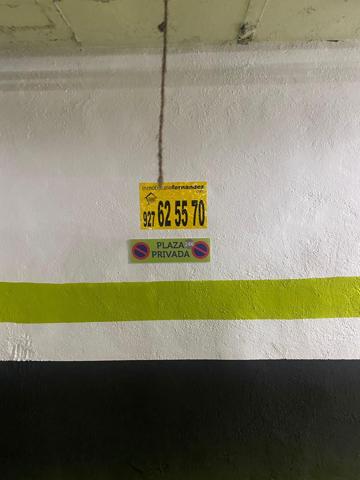 inmobiliariafernandez
927 62 55 70
PLAZA
PRIVADA